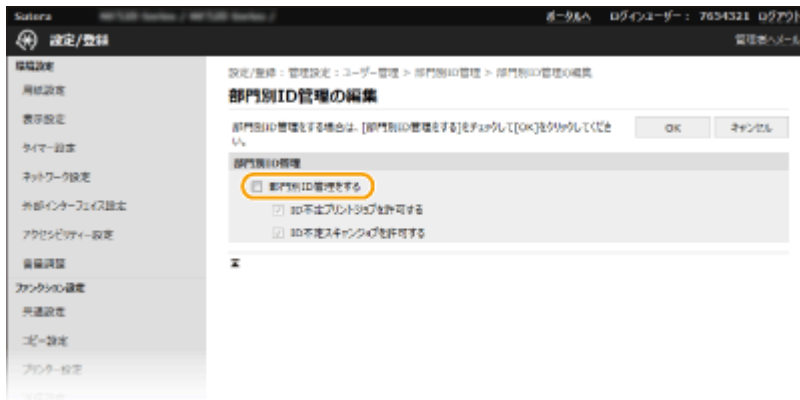 Satera
ポータルへ ログインユーザー: 7654321 ログアウト
設定/登録
管理者へメール
環境設定
用紙設定
表示設定
タイマー設定
ネットワーク設定
外部インターフェイス設定
アクセシビリティー設定
音量調整
ファンクション設定
共通設定
コピー設定
プリンター設定
設定/登録 : 管理設定 : ユーザー管理 > 部門別ID管理 > 部門別ID管理の編集
部門別ID管理の編集
部門別ID管理をする場合は、[部門別ID管理をする]をチェックして[OK]をクリックしてくださ
い。
OK キャンセル
部門別ID管理
部門別ID管理をする
ID不定プリントジョブを許可する
ID不定スキャンジョブを許可する